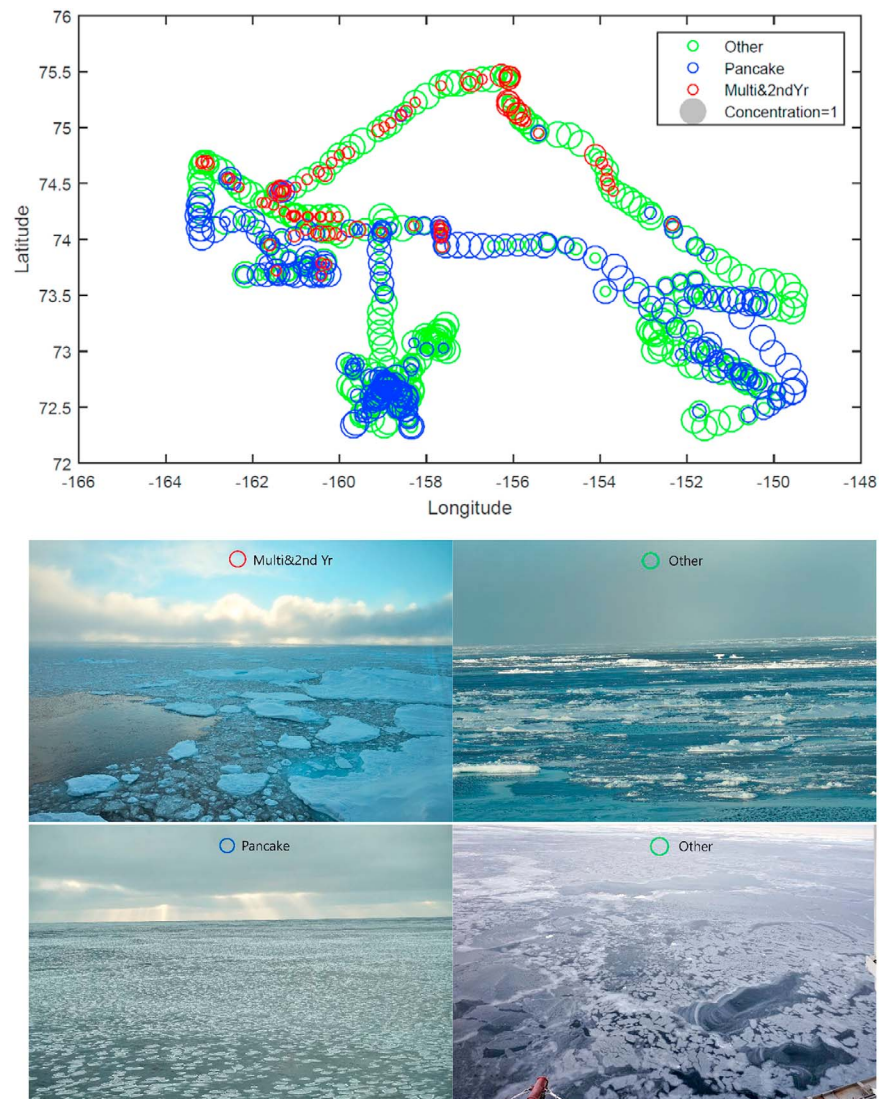 76
75.5
75
74.5
74
73.5
73
72.5
72
Latitude
Other
Pancake
Multi&2ndYr
Concentration=1
-166 -164 -162 -160 -158 -156 -154 -152 -150 -148
Longitude
Multi&2nd Yr
Other
Pancake
Other